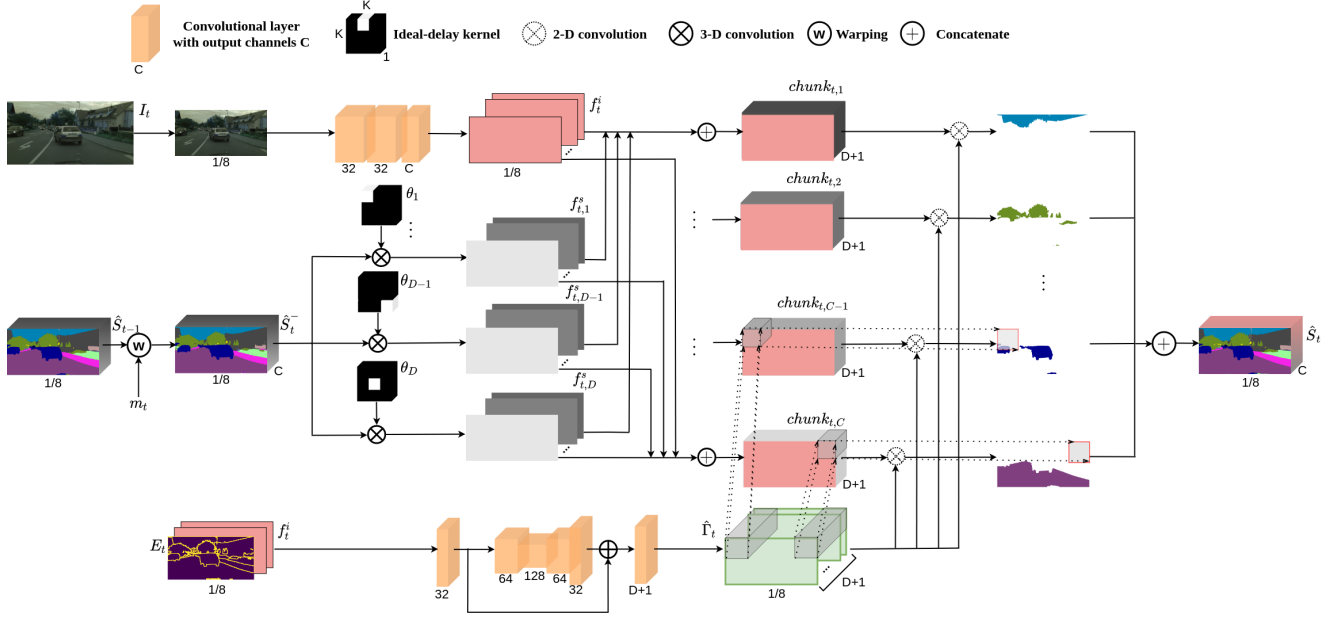 K
K
1
C
Convolutional layer
with output channels C
Ideal-delay kernel
2-D convolution
3-D convolution
w Warping
Concatenate
I_t
1/8
32 32 C
f_t^i
1/8
chunk_{t,1}
D+1
θ_1
f_{t,1}^s
chunk_{t,2}
D+1
θ_{D−1}
f_{t,D−1}^s
chunk_{t,C−1}
D+1
Ŝ_{t−1}
1/8
w
m_t
Ŝ_t^−
1/8
C
θ_D
f_{t,D}^s
chunk_{t,C}
D+1
Ŝ_t
1/8
C
E_t
f_t^i
1/8
32
64 128 64 32
D+1
Γ̂_t
1/8
D+1